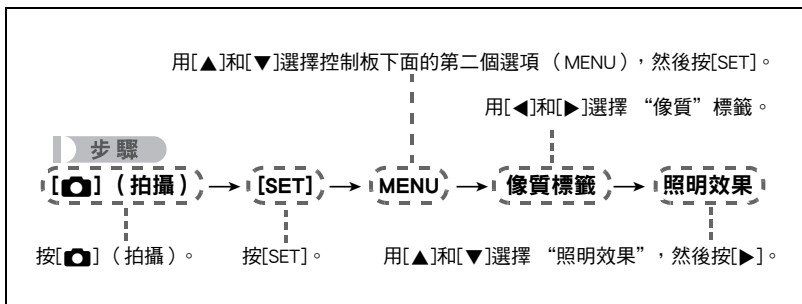 用[▲]和[▼]選擇控制板下面的第二個選項（MENU），然後按[SET]。
用[◀]和[▶]選擇 “像質” 標籤。
步驟
[📷]（拍攝）→ [SET] → MENU → 像質標籤 → 照明效果
按[📷]（拍攝）。 按[SET]。 用[▲]和[▼]選擇 “照明效果”，然後按[▶]。